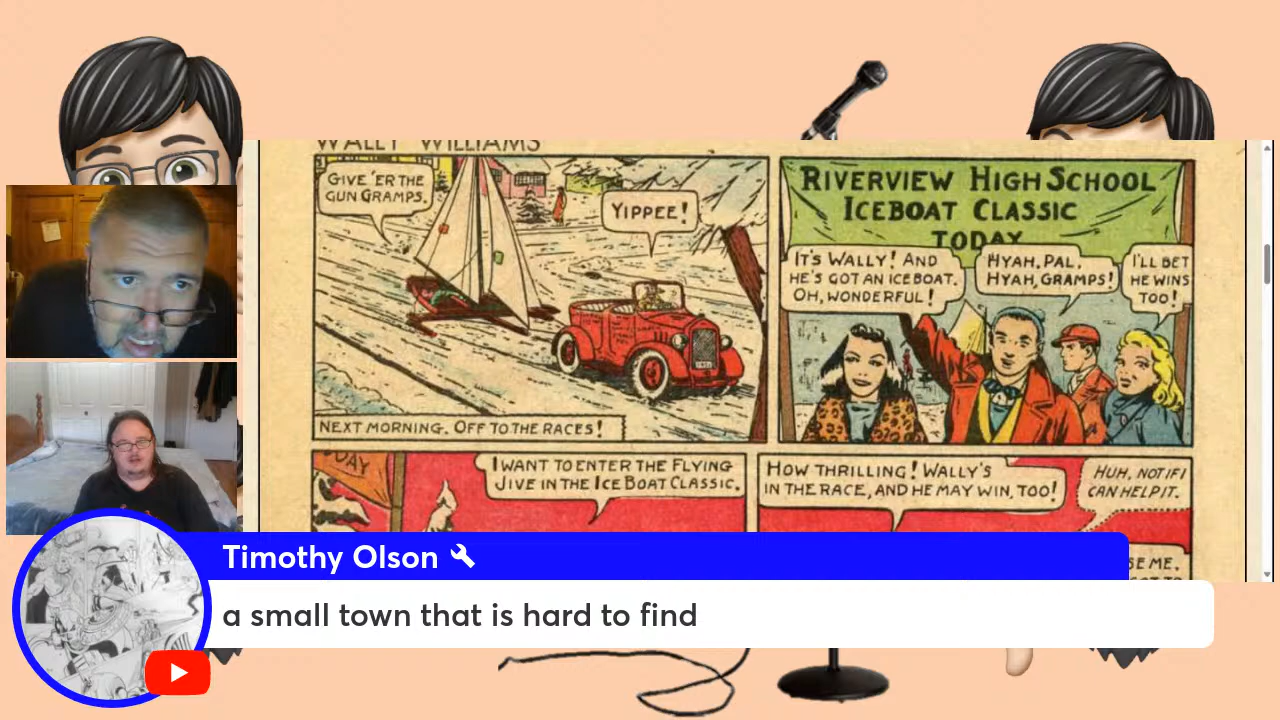 WALLY WILLIAMS
GIVE 'ER THE
GUN GRAMPS.
YIPPEE!
NEXT MORNING. OFF TO THE RACES!
RIVERVIEW HIGH SCHOOL
ICEBOAT CLASSIC
TODAY
IT'S WALLY! AND
HE'S GOT AN ICEBOAT.
OH, WONDERFUL!
HYAH, PAL,
HYAH, GRAMPS!
I'LL BET
HE WINS
TOO!
TODAY
I WANT TO ENTER THE FLYING
JIVE IN THE ICE BOAT CLASSIC.
HOW THRILLING! WALLY'S
IN THE RACE, AND HE MAY WIN, TOO!
HUH, NOT IF I
CAN HELP IT.
Timothy Olson
a small town that is hard to find